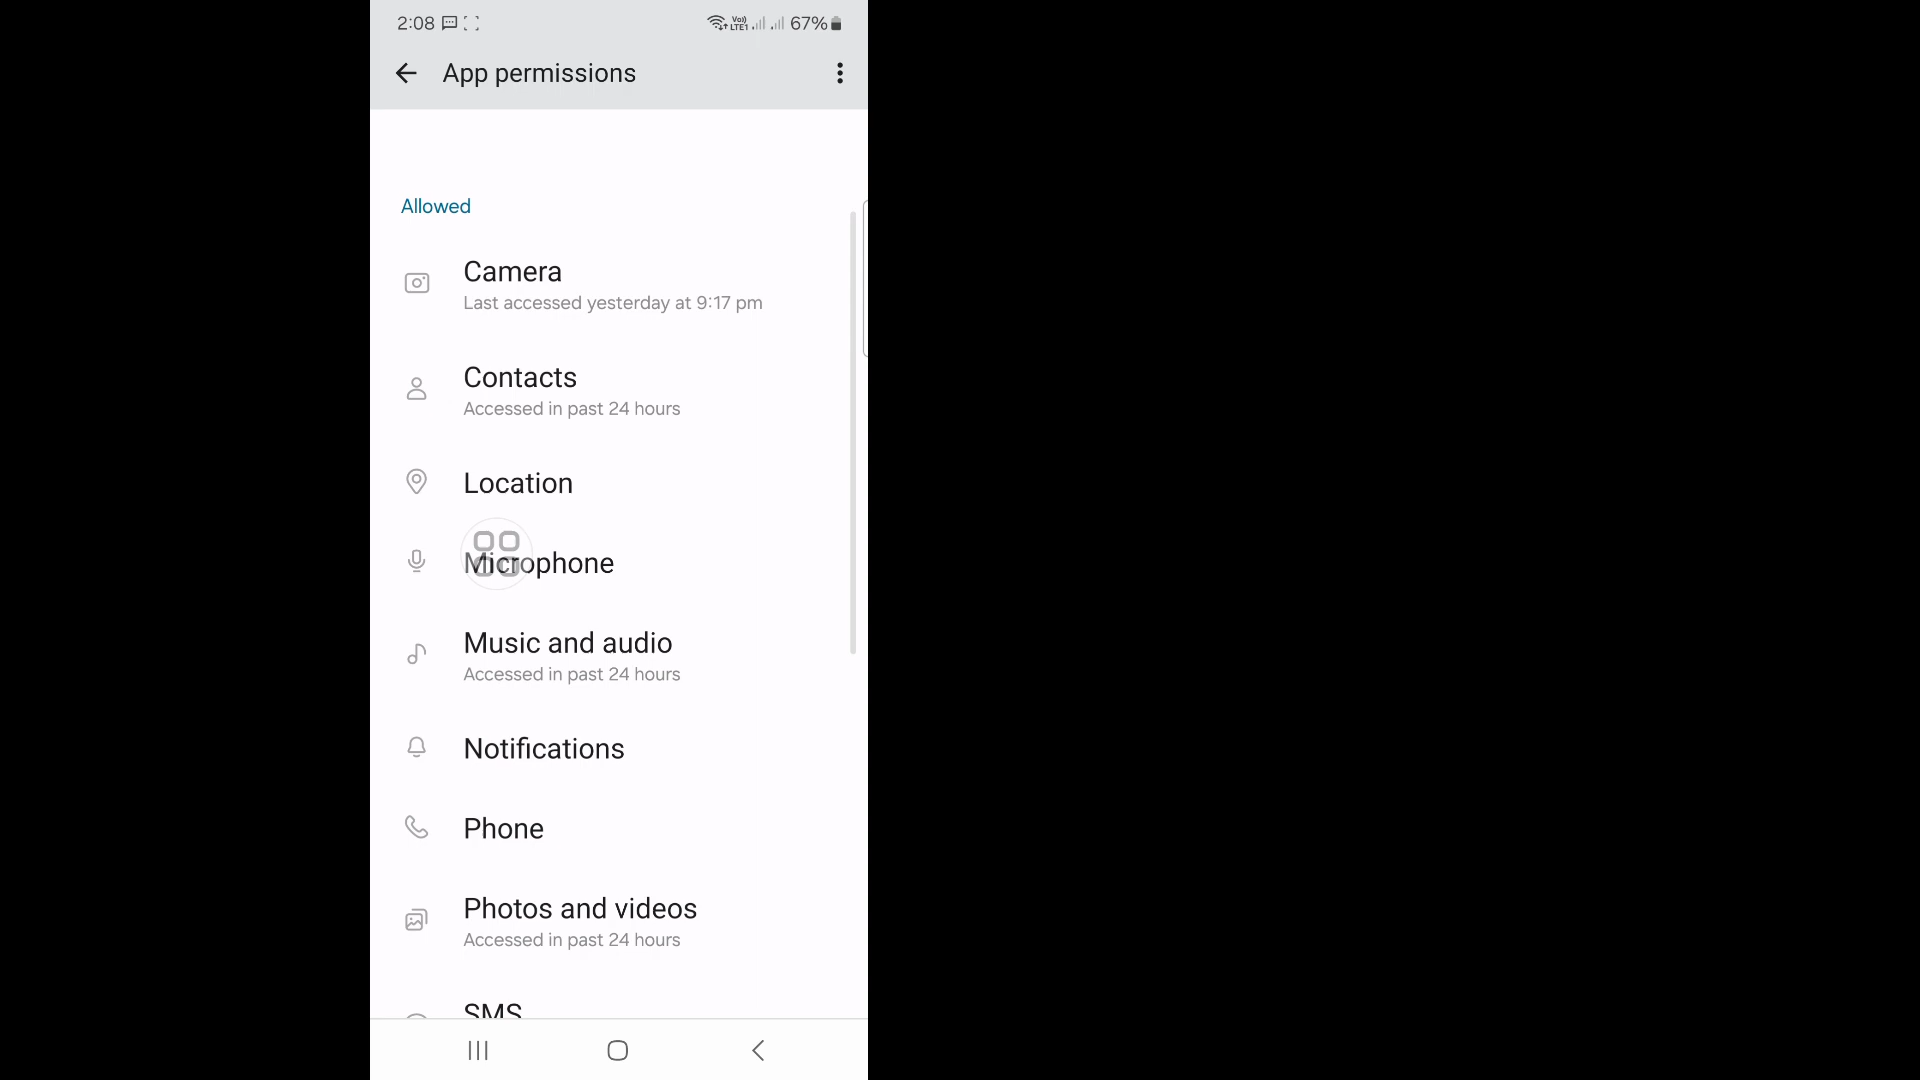 2:08 Vo) LTE1 67%
App permissions
Allowed
Camera
Last accessed yesterday at 9:17 pm
Contacts
Accessed in past 24 hours
Location
Microphone
Music and audio
Accessed in past 24 hours
Notifications
Phone
Photos and videos
Accessed in past 24 hours
SMS